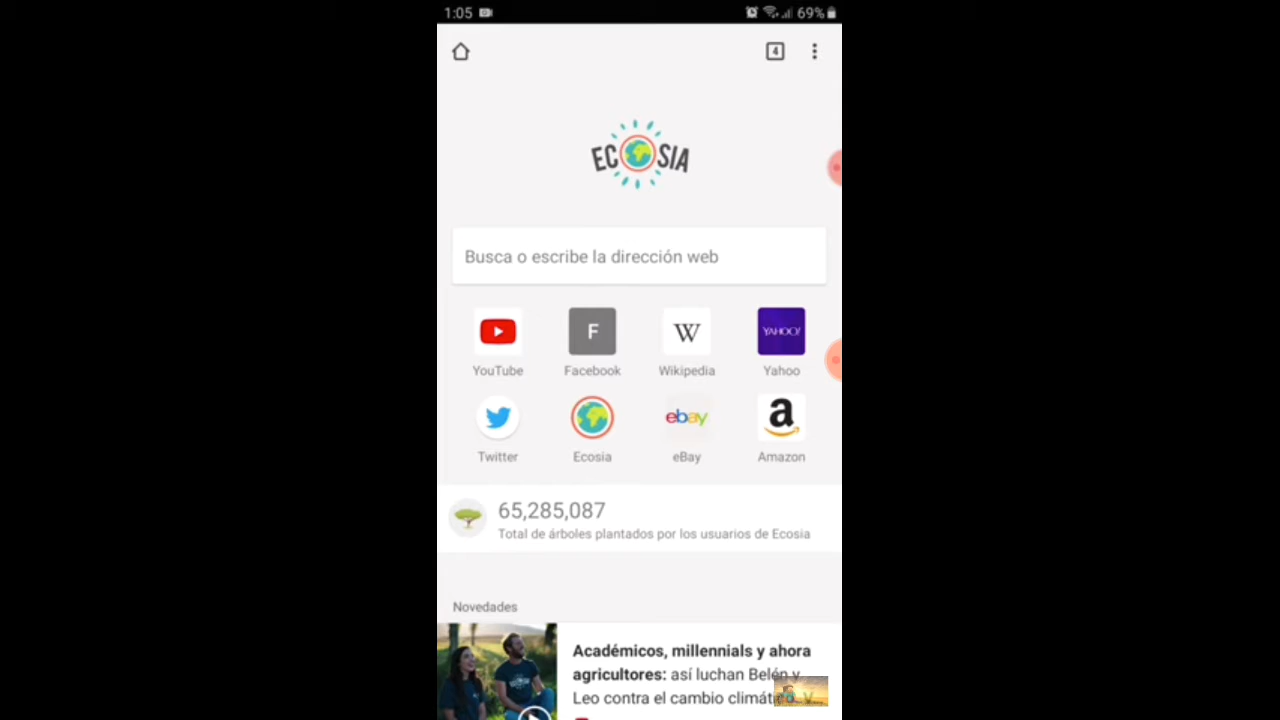 1:05
69%
4
ECOSIA
Busca o escribe la dirección web
F
W
YAHOO!
YouTube
Facebook
Wikipedia
Yahoo
ebay
a
Twitter
Ecosia
eBay
Amazon
65,285,087
Total de árboles plantados por los usuarios de Ecosia
Novedades
Académicos, millennials y ahora
agricultores: así luchan Belén y
Leo contra el cambio climático y